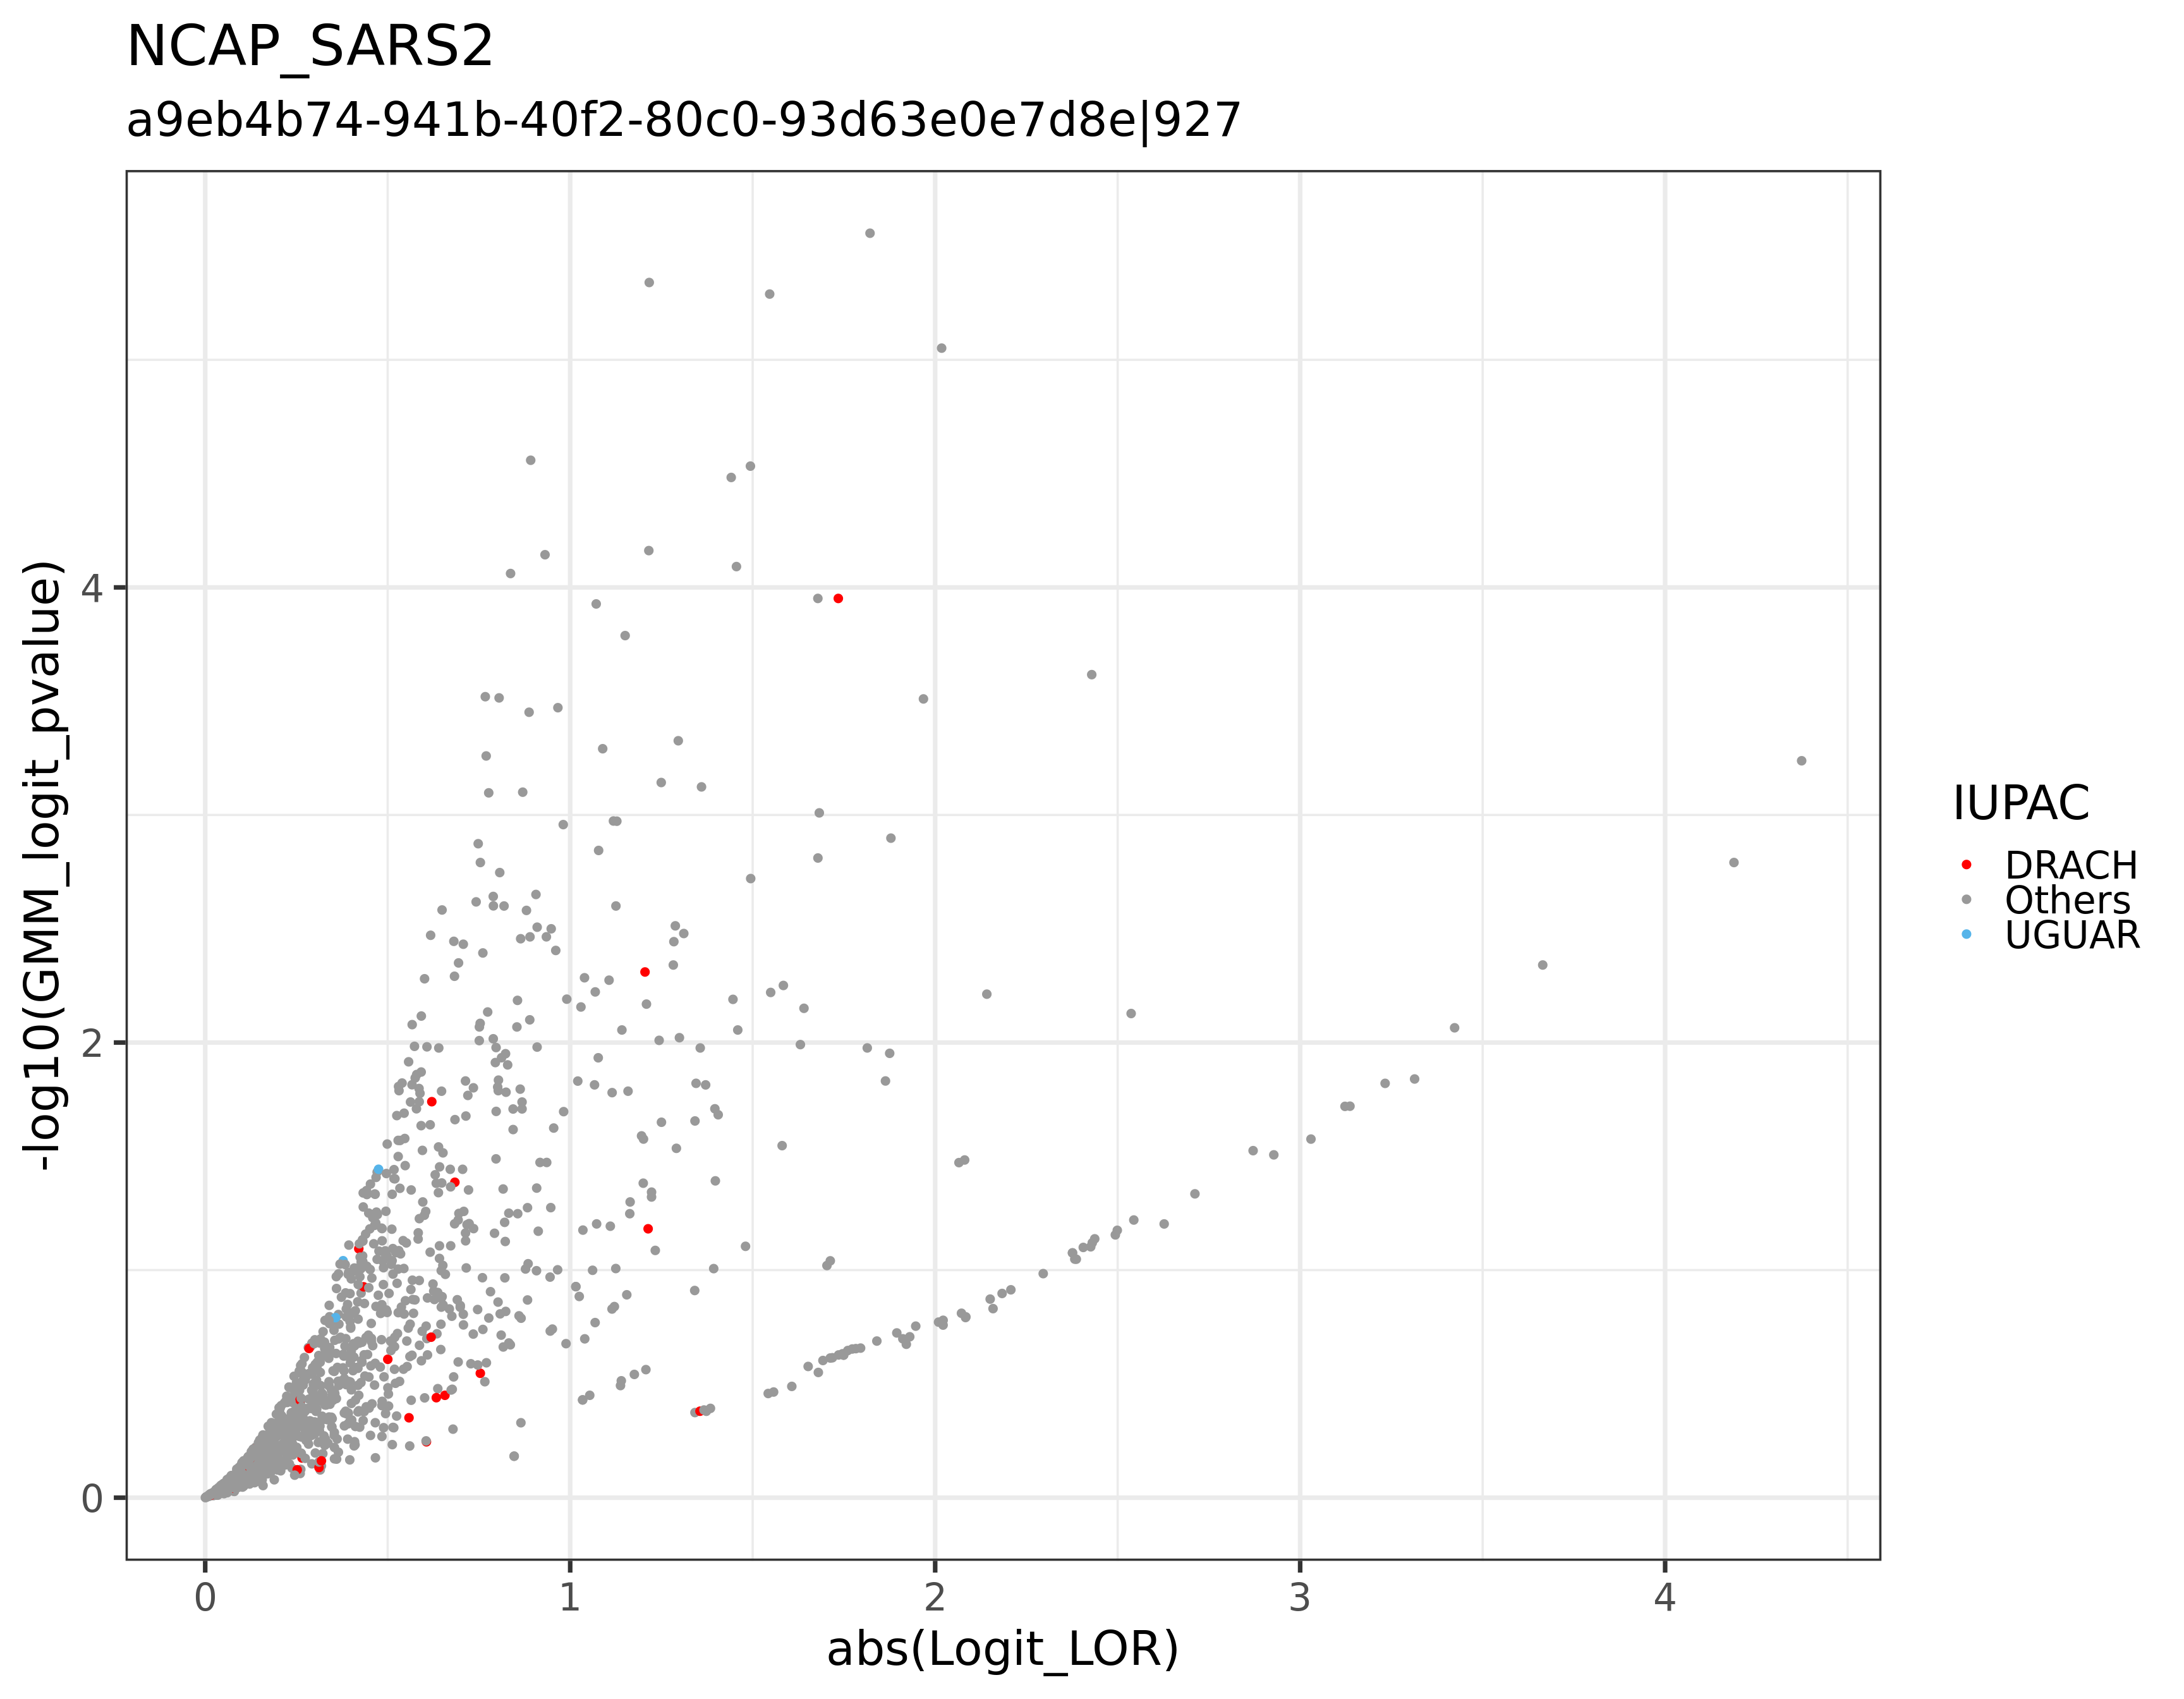 NCAP_SARS2
a9eb4b74-941b-40f2-80c0-93d63e0e7d8e|927
-log10(GMM_logit_pvalue)
4
2
0
0 1 2 3 4
abs(Logit_LOR)
IUPAC
DRACH
Others
UGUAR